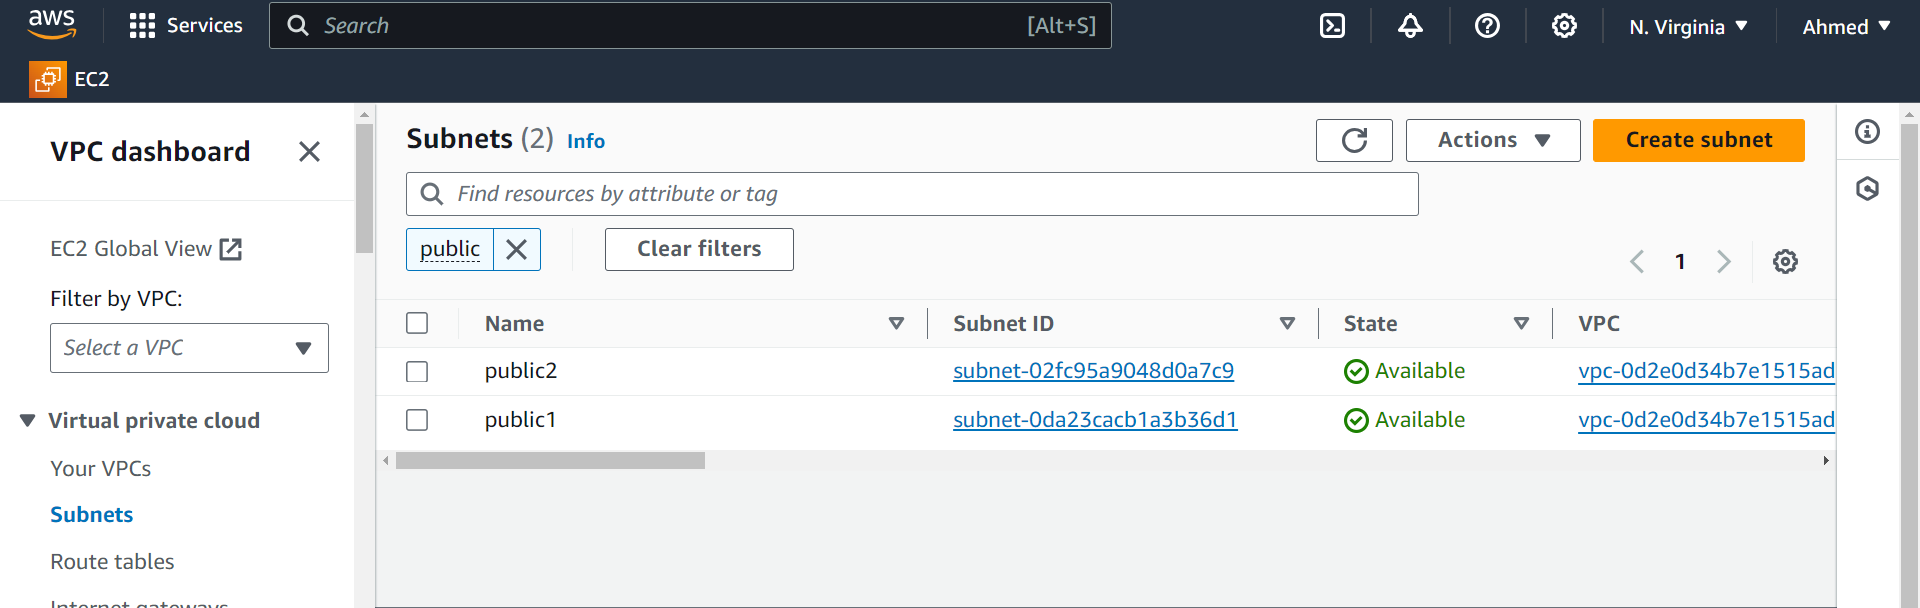 aws
Services
Search
[Alt+S]
N. Virginia
Ahmed
EC2
VPC dashboard
EC2 Global View
Filter by VPC:
Select a VPC
Virtual private cloud
Your VPCs
Subnets
Route tables
Internet gateways
Subnets (2) Info
Actions
Create subnet
Find resources by attribute or tag
public
Clear filters
1
Name Subnet ID State VPC
public2 subnet-02fc95a9048d0a7c9 Available vpc-0d2e0d34b7e1515ad
public1 subnet-0da23cacb1a3b36d1 Available vpc-0d2e0d34b7e1515ad